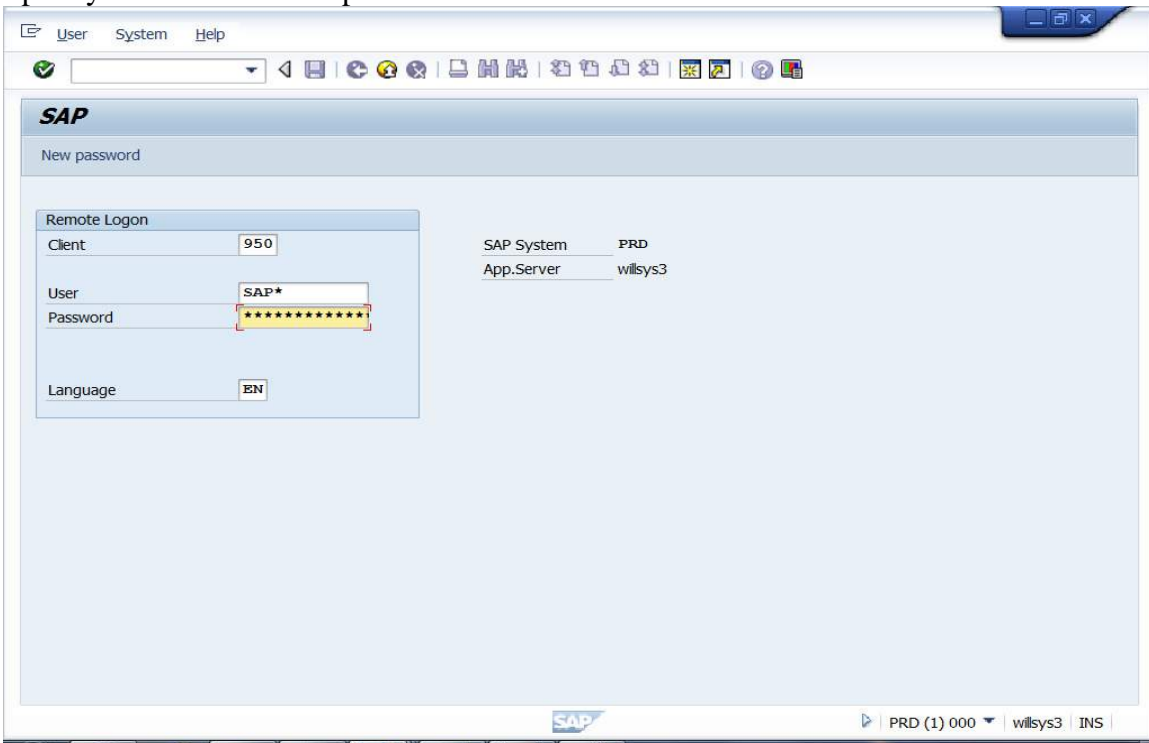 User System Help
SAP
New password
Remote Logon
Client 950
SAP System PRD
App.Server willsys3
User SAP*
Password *************
Language EN
SAP
PRD (1) 000 willsys3 INS